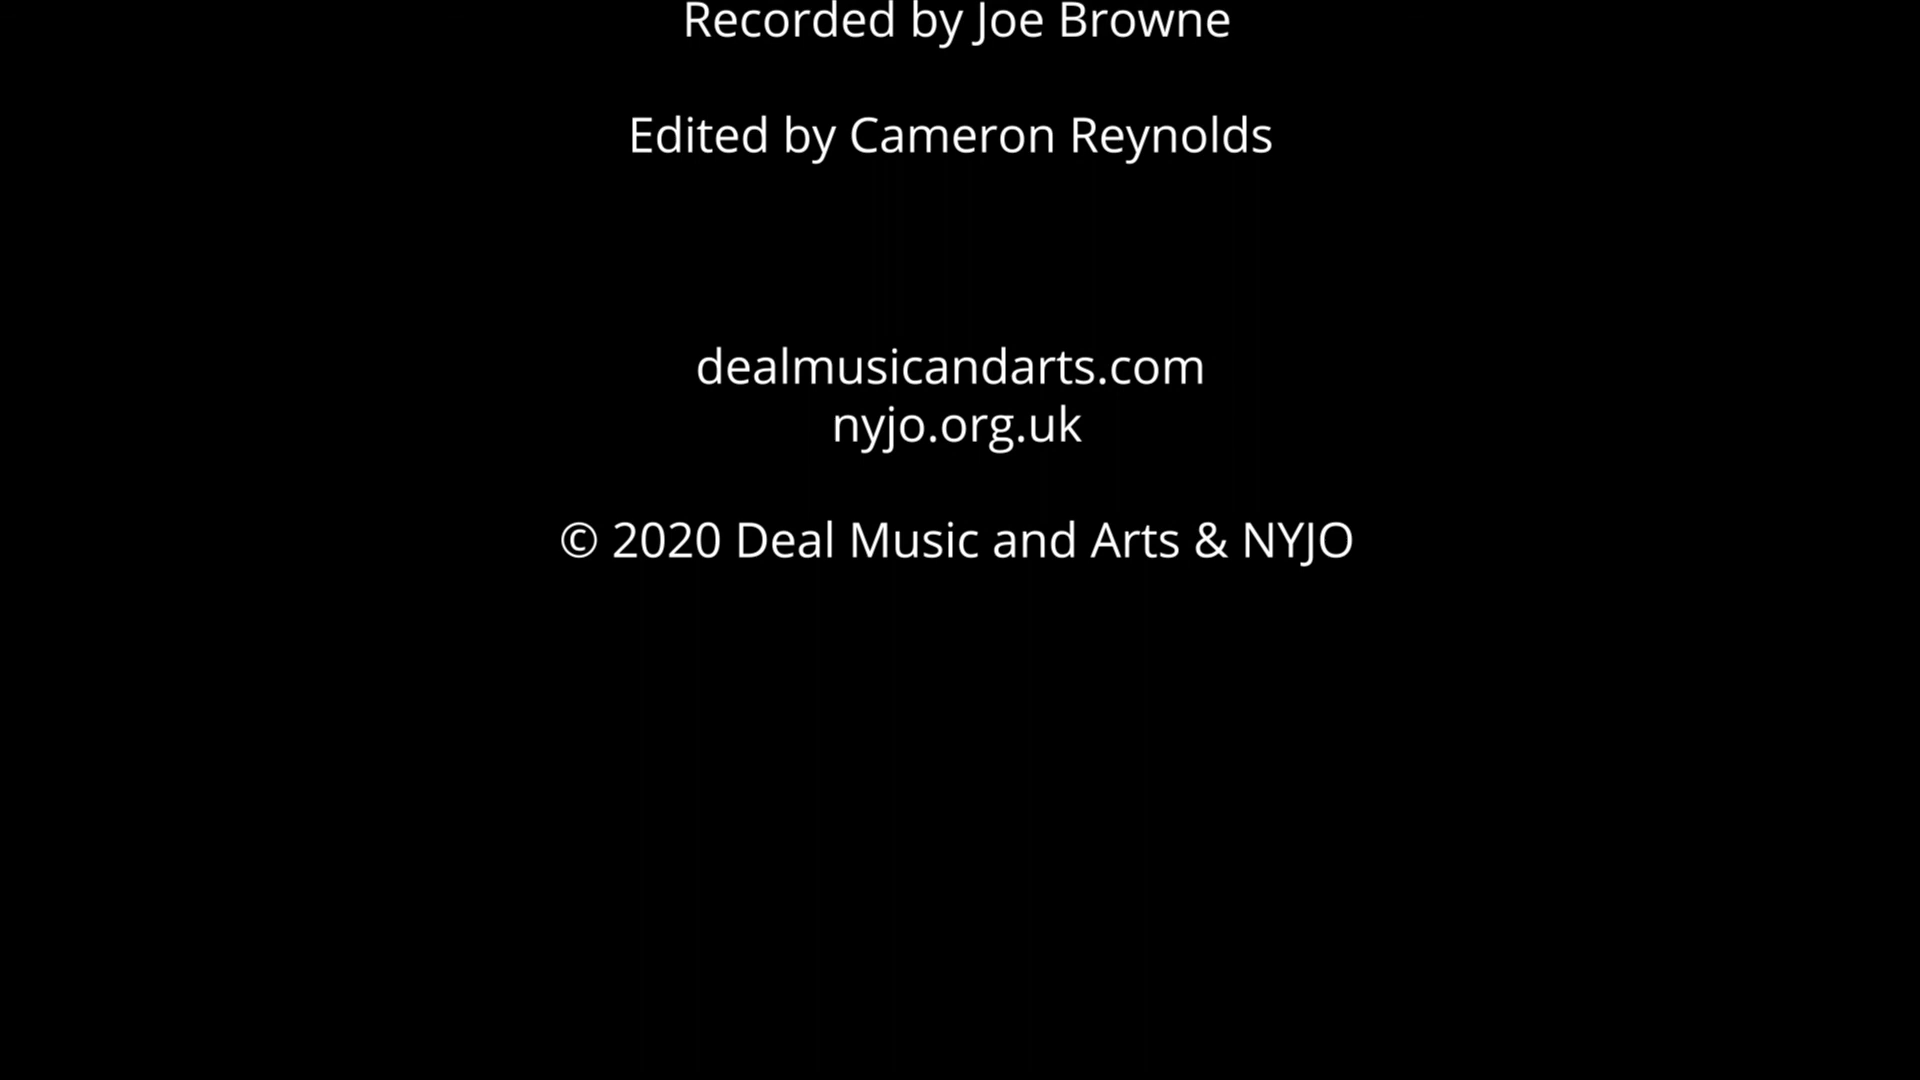 Recorded by Joe Browne
Edited by Cameron Reynolds
dealmusicandarts.com
nyjo.org.uk
© 2020 Deal Music and Arts & NYJO